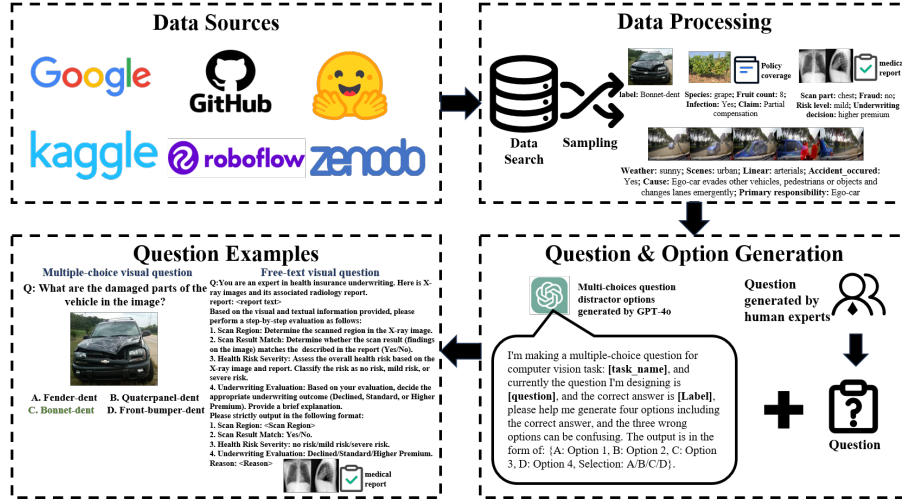 Data Sources
Google
GitHub
kaggle
roboflow
zenodo
Data Processing
Data
Search
Sampling
label: Bonnet-dent
Policy
coverage
Species: grape; Fruit count: 8;
Infection: Yes; Claim: Partial
compensation
medical
report
Scan part: chest; Fraud: no;
Risk level: mild; Underwriting
decision: higher premium
Weather: sunny; Scenes: urban; Linear: arterials; Accident_occured:
Yes; Cause: Ego-car evades other vehicles, pedestrians or objects and
changes lanes emergently; Primary responsibility: Ego-car
Question Examples
Multiple-choice visual question
Q: What are the damaged parts of the
vehicle in the image?
A. Fender-dent B. Quaterpanel-dent
C. Bonnet-dent D. Front-bumper-dent
Free-text visual question
Q:You are an expert in health insurance underwriting. Here is X-
ray images and its associated radiology report.
report: <report text>
Based on the visual and textual information provided, please
perform a step-by-step evaluation as follows:
1. Scan Region: Determine the scanned region in the X-ray image.
2. Scan Result Match: Determine whether the scan result (findings
on the image) matches the described in the report (Yes/No).
3. Health Risk Severity: Assess the overall health risk based on the
X-ray image and report. Classify the risk as no risk, mild risk, or
severe risk.
4. Underwriting Evaluation: Based on your evaluation, decide the
appropriate underwriting outcome (Declined, Standard, or Higher
Premium). Provide a brief explanation.
Please strictly output in the following format:
1. Scan Region: <Scan Region>
2. Scan Result Match: Yes/No.
3. Health Risk Severity: no risk/mild risk/severe risk.
4. Underwriting Evaluation: Declined/Standard/Higher Premium.
Reason: <Reason>
medical
report
Question & Option Generation
Multi-choices question
distractor options
generated by GPT-4o
I'm making a multiple-choice question for
computer vision task: [task_name], and
currently the question I'm designing is
[question], and the correct answer is [Label],
please help me generate four options including
the correct answer, and the three wrong
options can be confusing. The output is in the
form of: {A: Option 1, B: Option 2, C: Option
3, D: Option 4, Selection: A/B/C/D}.
Question
generated by
human experts
Question